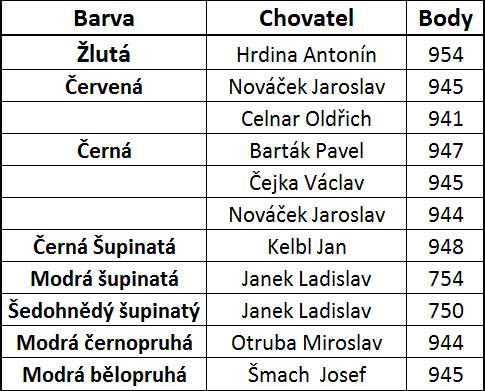 Barva Chovatel Body
Žlutá Hrdina Antonín 954
Červená Nováček Jaroslav 945
Celnar Oldřich 941
Černá Barták Pavel 947
Čejka Václav 945
Nováček Jaroslav 944
Černá Šupinatá Kelbl Jan 948
Modrá šupinatá Janek Ladislav 754
Šedohnědý šupinatý Janek Ladislav 750
Modrá černopruhá Otruba Miroslav 944
Modrá bělopruhá Šmach Josef 945